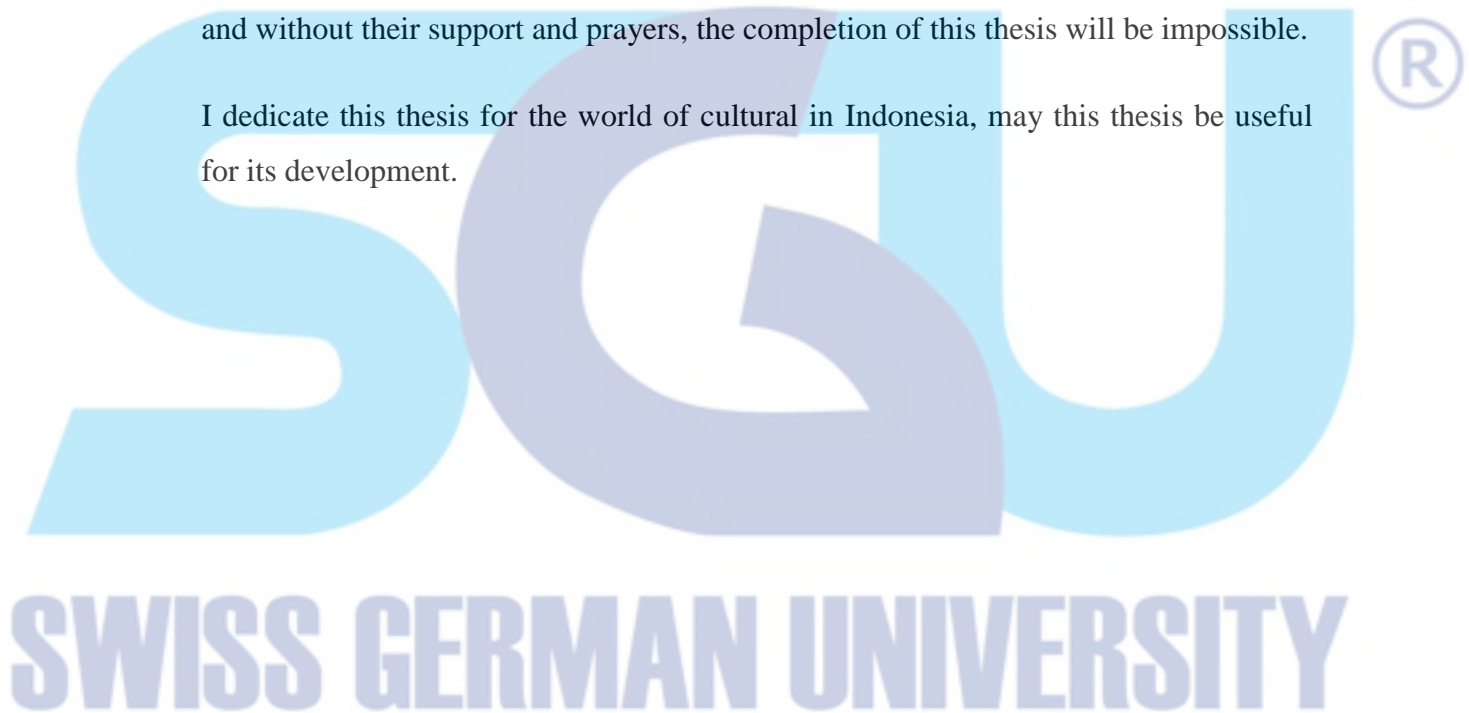 and without their support and prayers, the completion of this thesis will be impossible.
I dedicate this thesis for the world of cultural in Indonesia, may this thesis be useful
for its development.
SGU
®
SWISS GERMAN UNIVERSITY